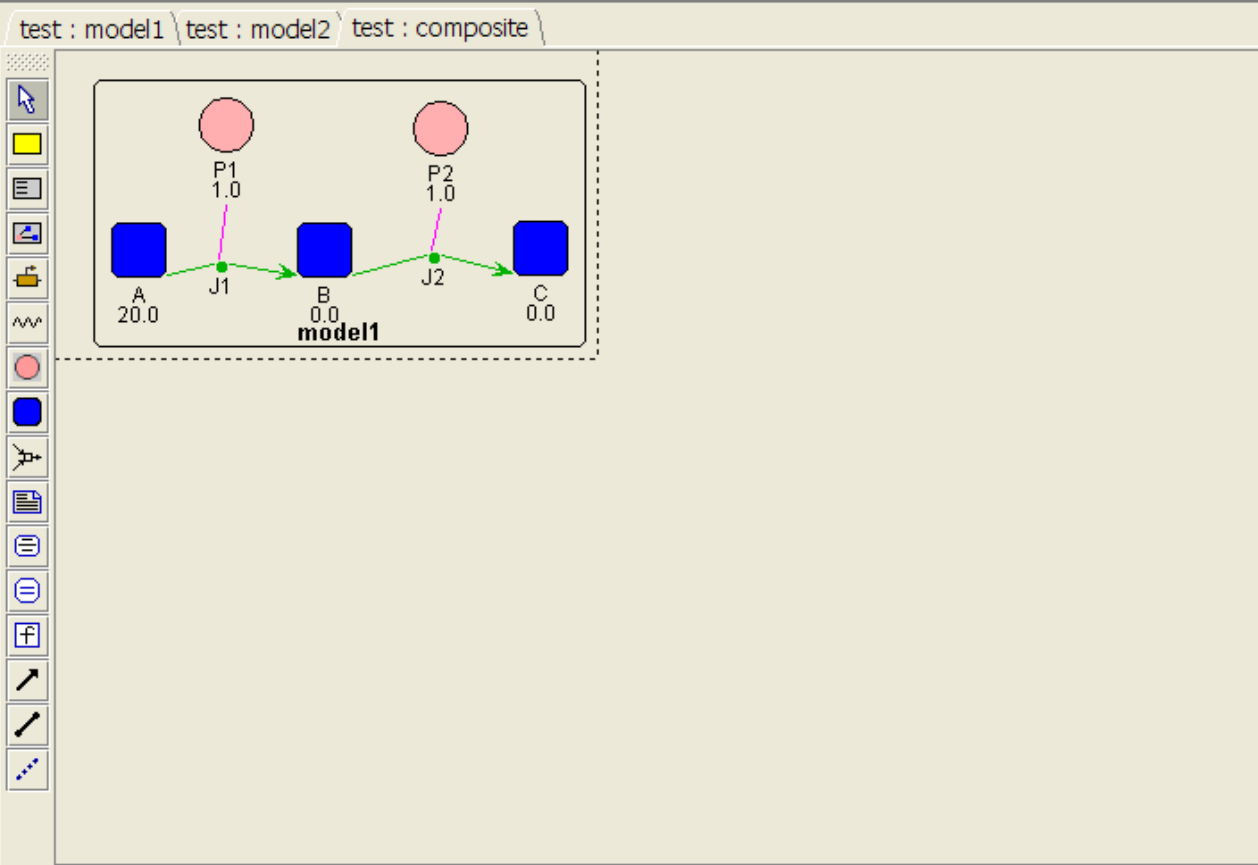 test : model1
test : model2
test : composite
P1
1.0
P2
1.0
J1
J2
A
20.0
B
0.0
C
0.0
model1
f